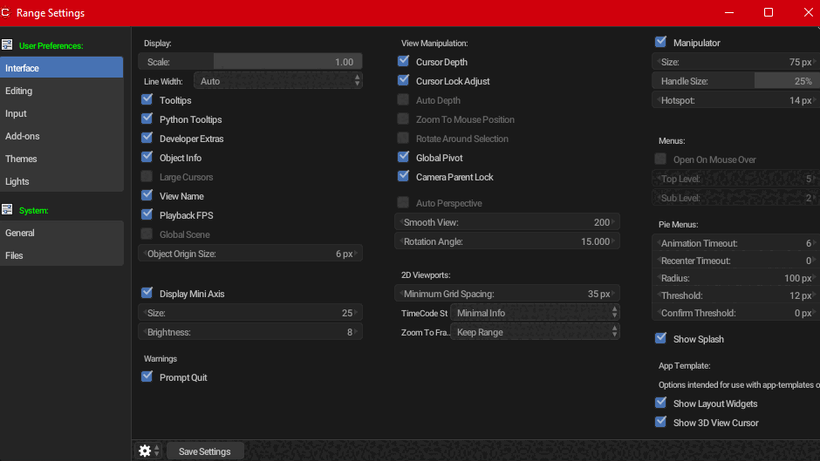 Range Settings
User Preferences:
Interface
Editing
Input
Add-ons
Themes
Lights
System:
General
Files
Display:
Scale: 1.00
Line Width: Auto
Tooltips
Python Tooltips
Developer Extras
Object Info
Large Cursors
View Name
Playback FPS
Global Scene
Object Origin Size: 6 px
Display Mini Axis
Size: 25
Brightness: 8
Warnings
Prompt Quit
View Manipulation:
Cursor Depth
Cursor Lock Adjust
Auto Depth
Zoom To Mouse Position
Rotate Around Selection
Global Pivot
Camera Parent Lock
Auto Perspective
Smooth View: 200
Rotation Angle: 15.000
2D Viewports:
Minimum Grid Spacing: 35 px
TimeCode St Minimal Info
Zoom To Fra.. Keep Range
Manipulator
Size: 75 px
Handle Size: 25%
Hotspot: 14 px
Menus:
Open On Mouse Over
Top Level: 5
Sub Level: 2
Pie Menus:
Animation Timeout: 6
Recenter Timeout: 0
Radius: 100 px
Threshold: 12 px
Confirm Threshold: 0 px
Show Splash
App Template:
Options intended for use with app-templates o
Show Layout Widgets
Show 3D View Cursor
Save Settings